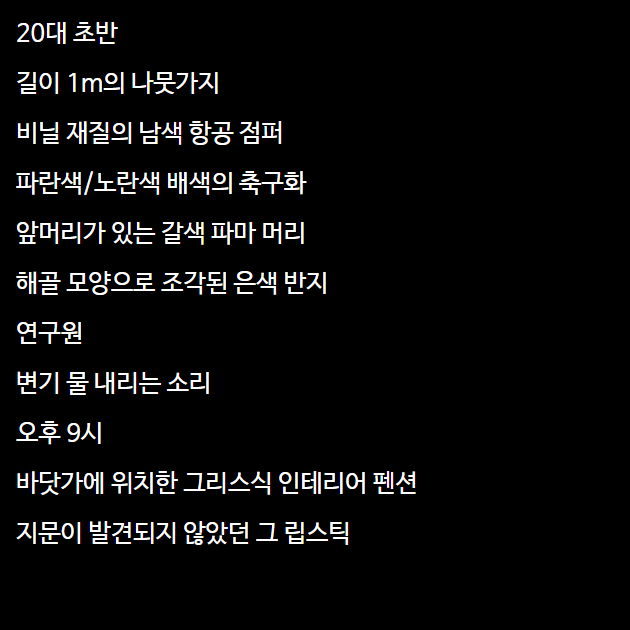 20대 초반
길이 1m의 나뭇가지
비닐 재질의 남색 항공 점퍼
파란색/노란색 배색의 축구화
앞머리가 있는 갈색 파마 머리
해골 모양으로 조각된 은색 반지
연구원
변기 물 내리는 소리
오후 9시
바닷가에 위치한 그리스식 인테리어 펜션
지문이 발견되지 않았던 그 립스틱